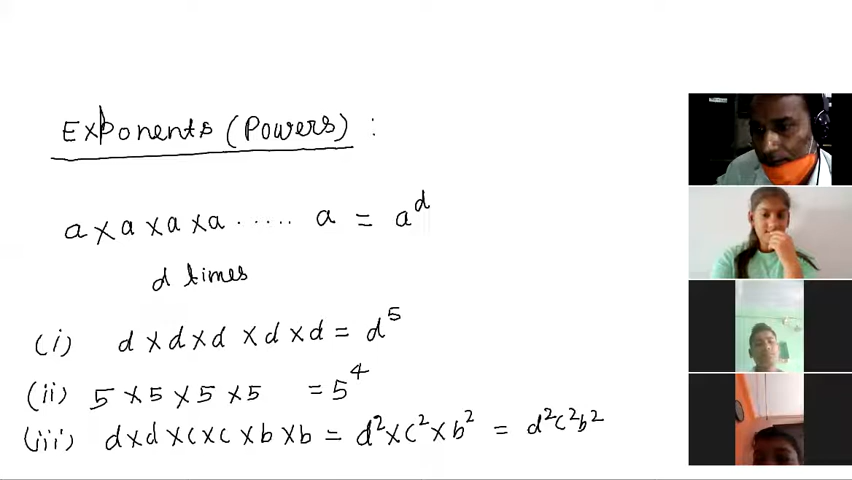 Exponents (Powers) :
a × a × a × a ..... a = a^d
d times
(i) d × d × d × d × d = d^5
(ii) 5 × 5 × 5 × 5 = 5^4
(iii) d × d × c × c × b × b = d^2 × c^2 × b^2 = d^2c^2b^2